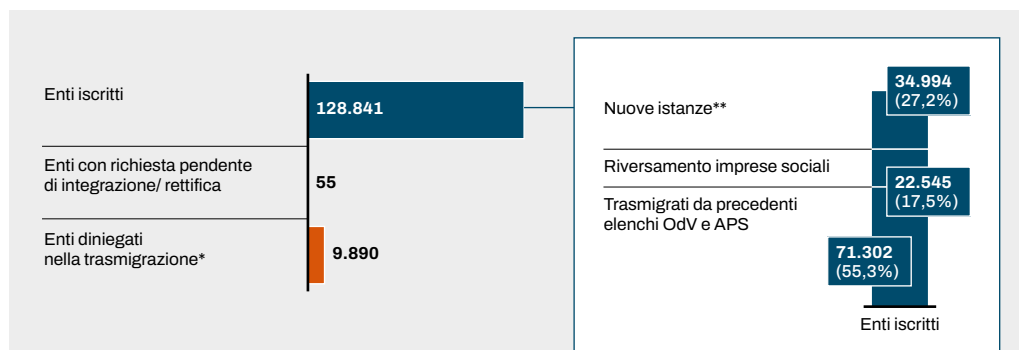 Enti iscritti
128.841
Enti con richiesta pendente
di integrazione/ rettifica
55
Enti diniegati
nella trasmigrazione*
9.890
34.994
(27,2%)
Nuove istanze**
Riversamento imprese sociali
22.545
(17,5%)
Trasmigrati da precedenti
elenchi OdV e APS
71.302
(55,3%)
Enti iscritti